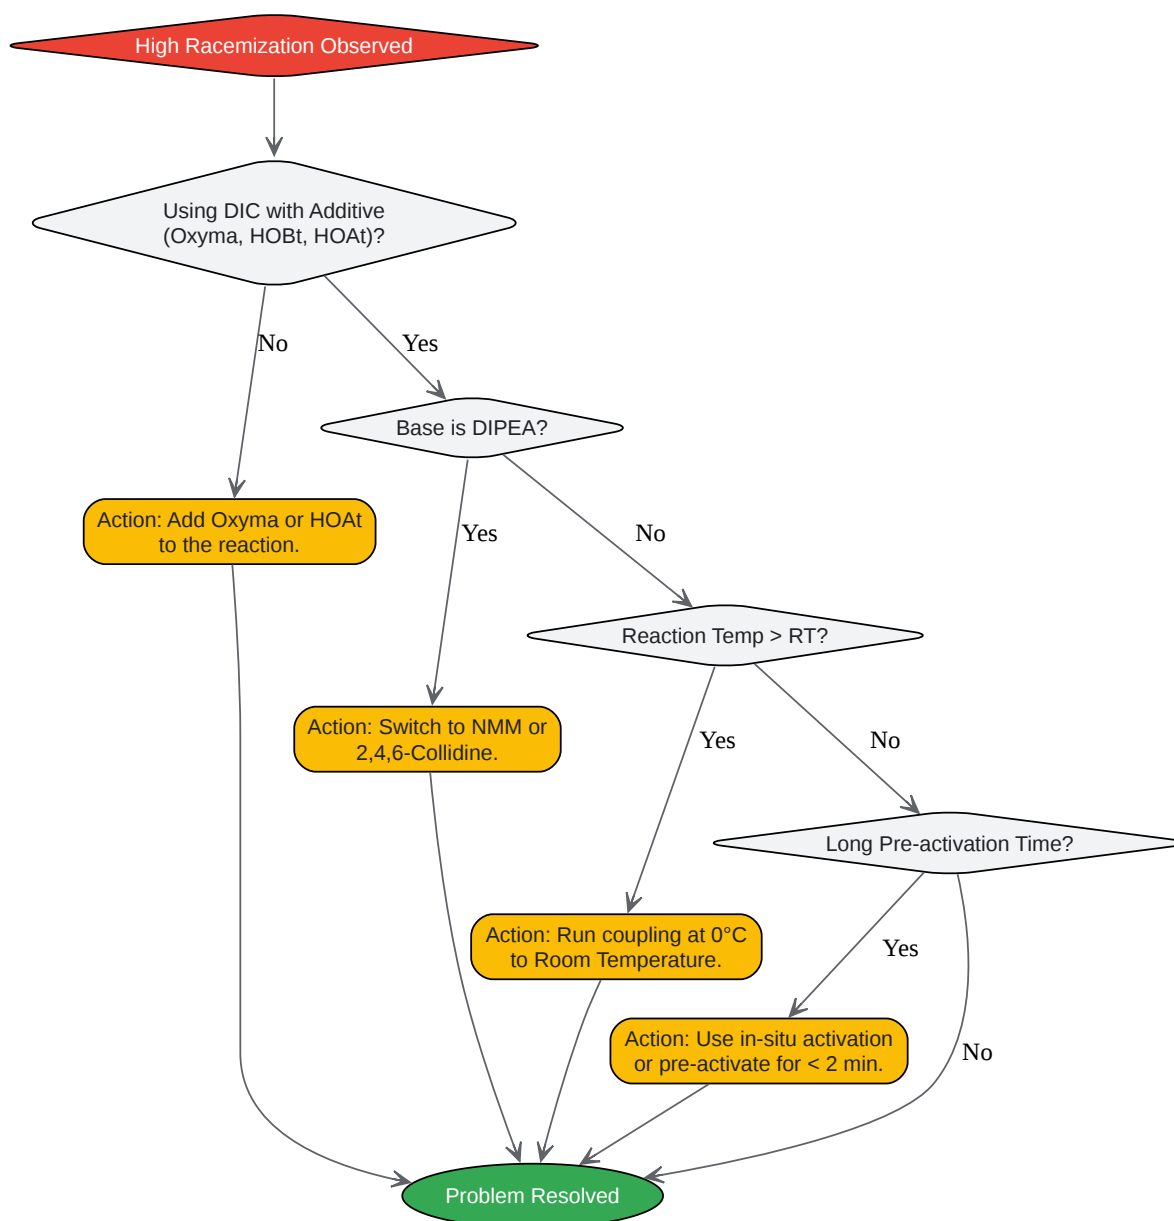 High Racemization Observed
Using DIC with Additive
(Oxyma, HOBt, HOAt)?
No
Yes
Base is DIPEA?
Action: Add Oxyma or HOAt
to the reaction.
Yes
No
Reaction Temp > RT?
Action: Switch to NMM or
2,4,6-Collidine.
Yes
No
Long Pre-activation Time?
Action: Run coupling at 0°C
to Room Temperature.
Yes
No
Action: Use in-situ activation
or pre-activate for < 2 min.
Problem Resolved